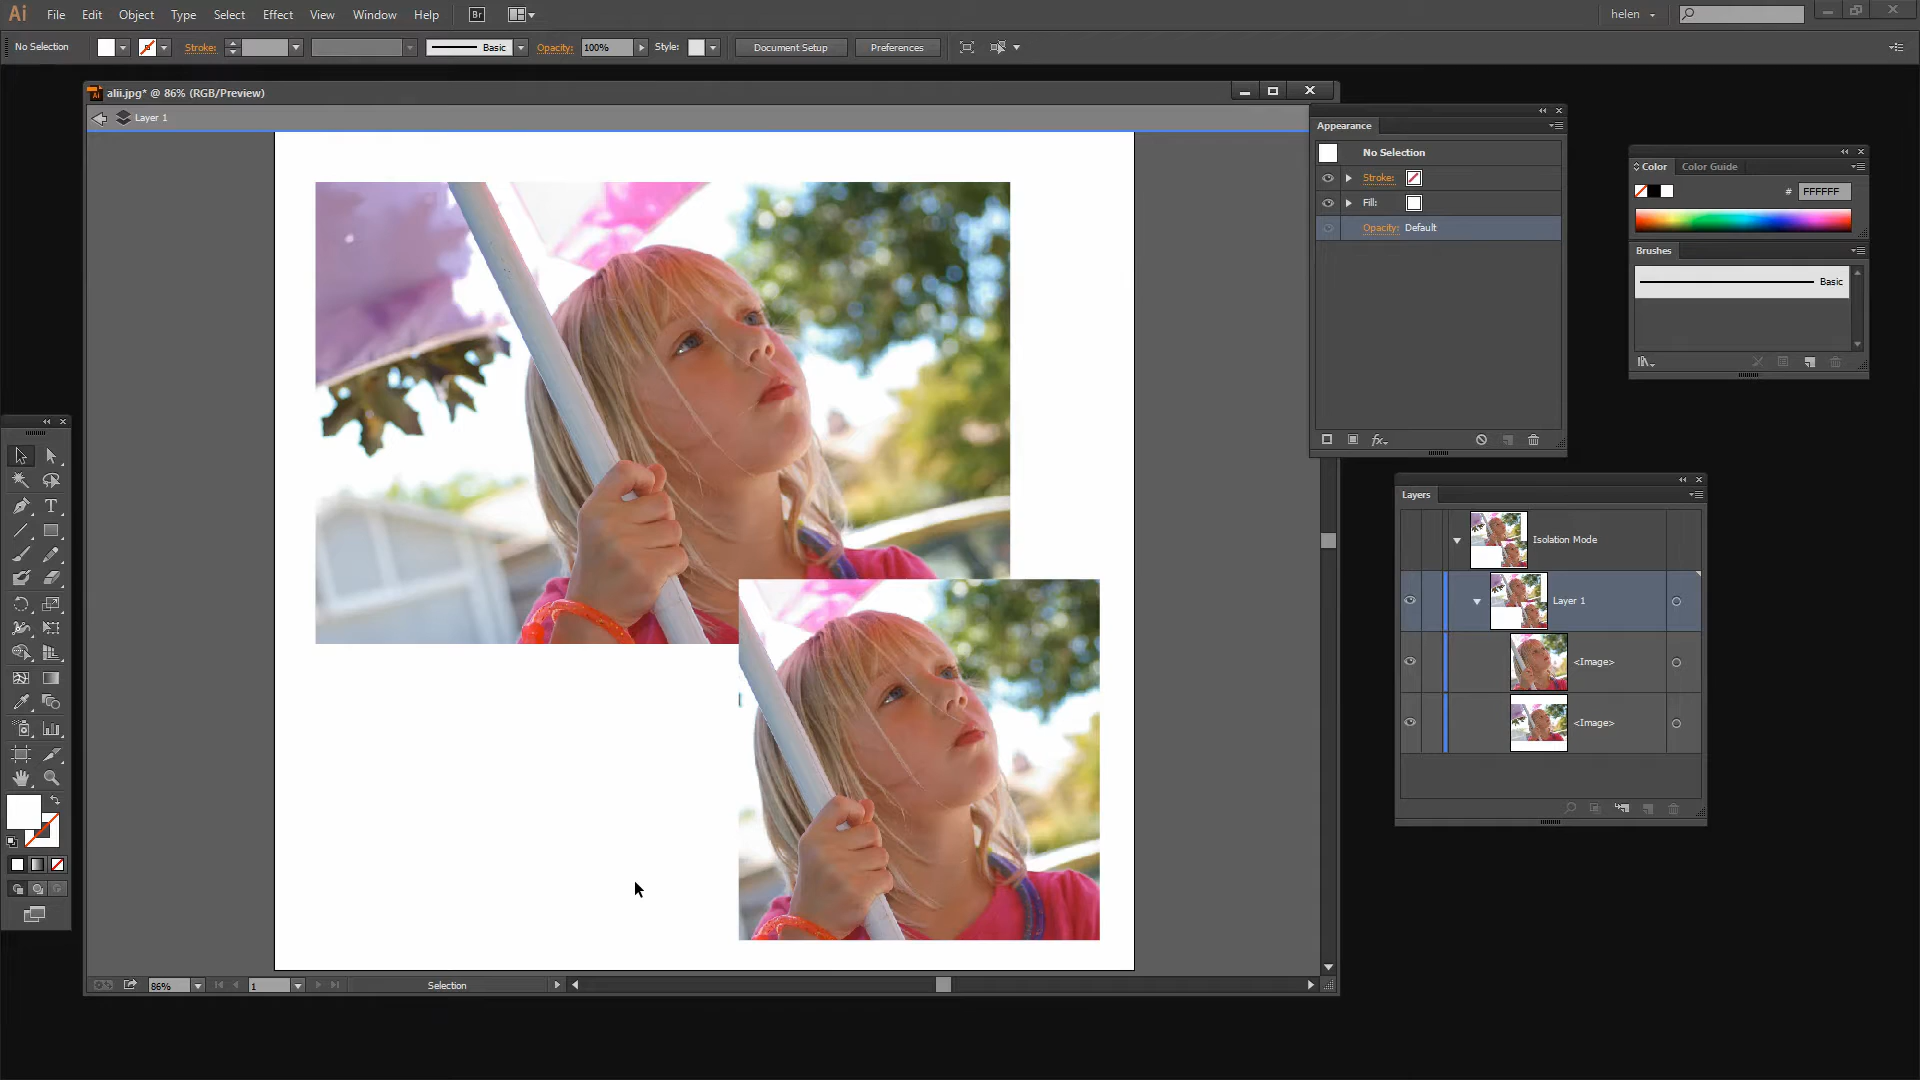 Ai File Edit Object Type Select Effect View Window Help Br helen
No Selection Stroke: Basic Opacity: 100% Style: Document Setup Preferences
alii.jpg* @ 86% (RGB/Preview)
Layer 1
Appearance
No Selection
Stroke:
Fill:
Opacity: Default
fx
Color Color Guide
# FFFFFF
Brushes
Basic
Layers
Isolation Mode
Layer 1
<Image>
<Image>
T
86% 1 Selection